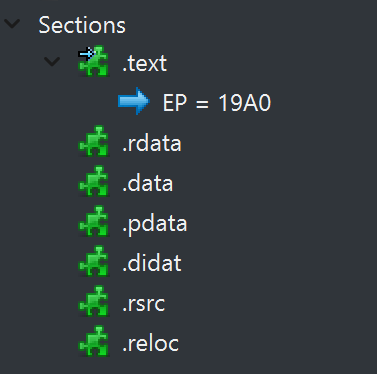 Sections
.text
EP = 19A0
.rdata
.data
.pdata
.didat
.rsrc
.reloc